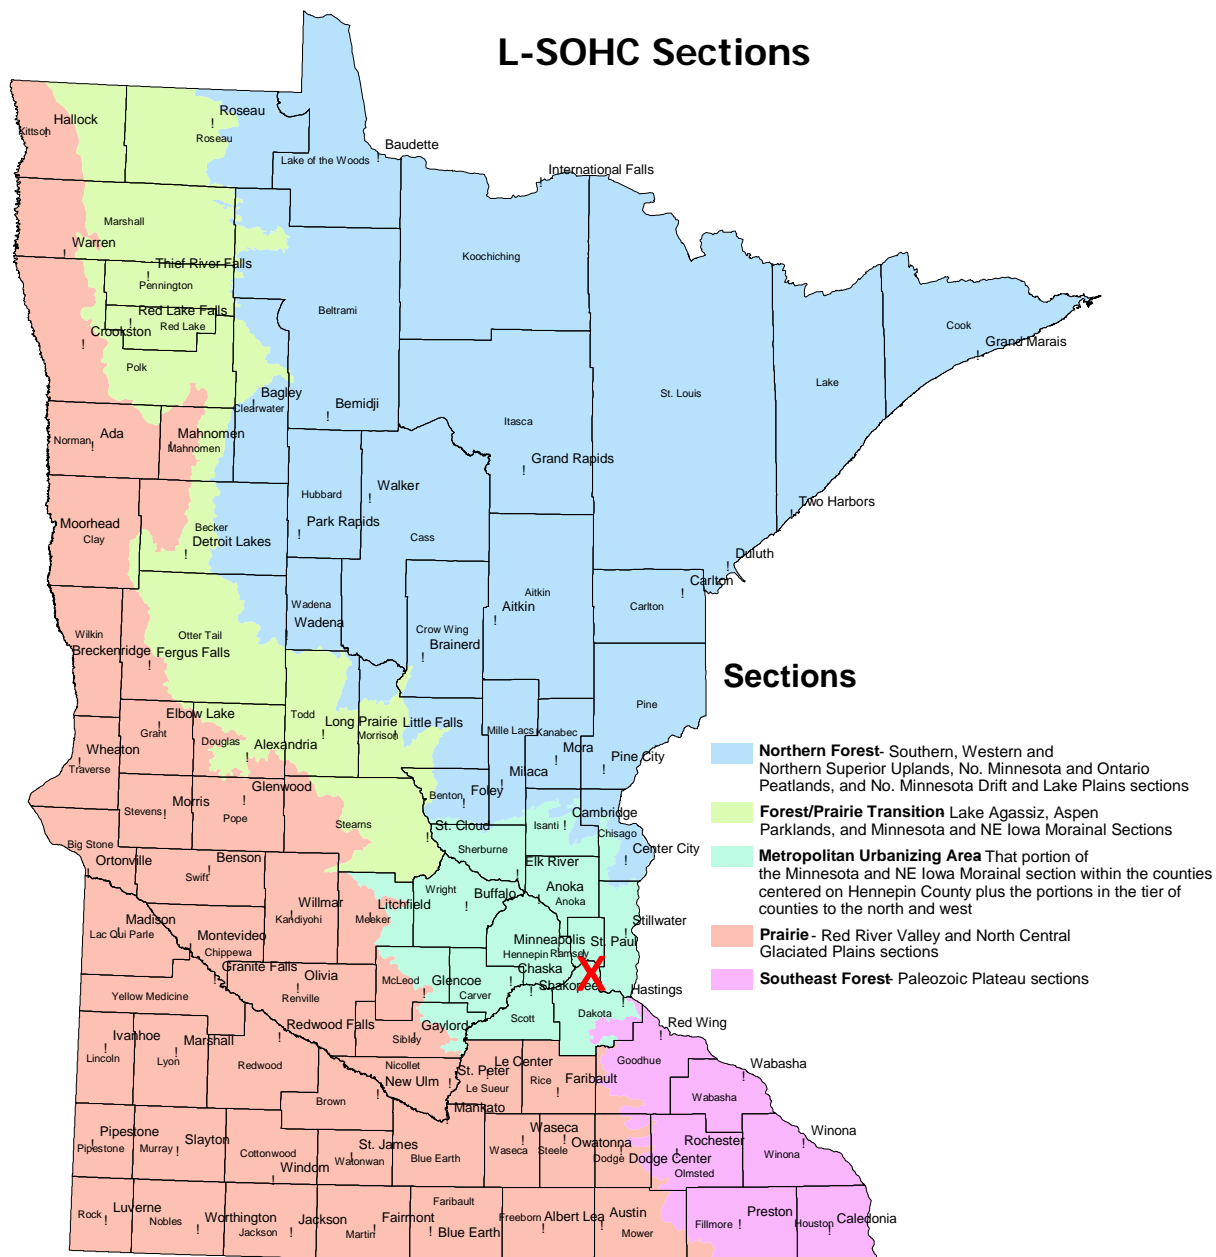 L-SOHC Sections
Roseau
Hallock
Kittson
Roseau
Baudette
Lake of the Woods
International Falls
Marshall
Warren
Koochiching
Thief River Falls
Pennington
Beltrami
Red Lake Falls
Red Lake
Crookston
Cook
Grand Marais
Polk
Lake
St. Louis
Bagley
Clearwater
Bemidji
Itasca
Ada
Norman
Mahnomen
Mahnomen
Grand Rapids
Walker
Hubbard
Two Harbors
Moorhead
Clay
Becker
Detroit Lakes
Park Rapids
Cass
Duluth
Carlton
Aitkin
Aitkin
Carlton
Wadena
Wadena
Wilkin
Otter Tail
Crow Wing
Brainerd
Breckenridge
Fergus Falls
Sections
Pine
Elbow Lake
Todd
Long Prairie
Little Falls
Grant
Douglas
Alexandria
Morrison
Mille Lacs
Kanabec
Mora
Wheaton
Traverse
Pine City
Milaca
Northern Forest- Southern, Western and
Northern Superior Uplands, No. Minnesota and Ontario
Peatlands, and No. Minnesota Drift and Lake Plains sections
Glenwood
Morris
Stevens
Pope
Benton
Foley
Stearns
St. Cloud
Isanti
Cambridge
Chisago
Forest/Prairie Transition- Lake Agassiz, Aspen
Parklands, and Minnesota and NE Iowa Morainal Sections
Big Stone
Ortonville
Benson
Swift
Sherburne
Elk River
Center City
Metropolitan Urbanizing Area- That portion of
the Minnesota and NE Iowa Morainal section within the counties
centered on Hennepin County plus the portions in the tier of
counties to the north and west
Wright
Buffalo
Anoka
Anoka
Willmar
Kandiyohi
Litchfield
Meeker
Stillwater
Madison
Lac Qui Parle
Montevideo
Chippewa
Minneapolis
St. Paul
Hennepin
Ramsey
Prairie- Red River Valley and North Central
Glaciated Plains sections
Granite Falls
Olivia
Renville
McLeod
Glencoe
Carver
Chaska
Shakopee
X
Hastings
Southeast Forest- Paleozoic Plateau sections
Yellow Medicine
Redwood Falls
Gaylord
Sibley
Scott
Dakota
Red Wing
Ivanhoe
Lincoln
Marshall
Lyon
Redwood
Nicollet
New Ulm
St. Peter
Le Center
Le Sueur
Rice
Faribault
Goodhue
Wabasha
Wabasha
Brown
Mankato
Pipestone
Pipestone
Murray
Slayton
Cottonwood
Windom
St. James
Watonwan
Blue Earth
Waseca
Waseca
Steele
Owatonna
Dodge
Dodge Center
Rochester
Olmsted
Winona
Winona
Rock
Luverne
Nobles
Worthington
Jackson
Jackson
Martin
Fairmont
Faribault
Blue Earth
Freeborn
Albert Lea
Austin
Mower
Fillmore
Preston
Houston
Caledonia